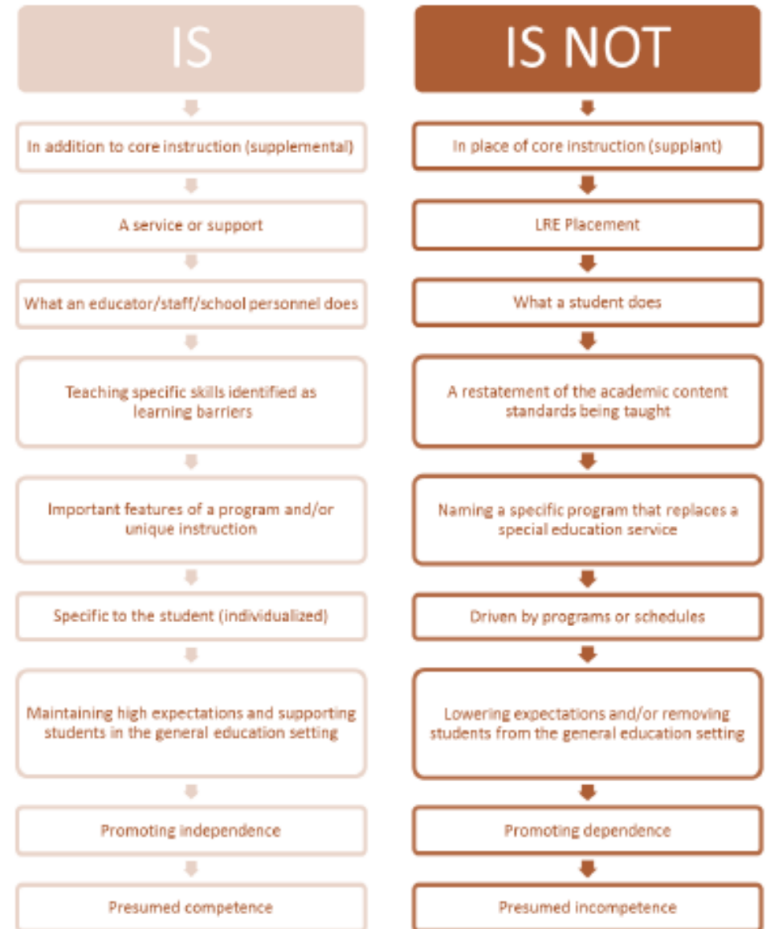 IS
In addition to core instruction (supplemental)
A service or support
What an educator/staff/school personnel does
Teaching specific skills identified as
learning barriers
Important features of a program and/or
unique instruction
Specific to the student (individualized)
Maintaining high expectations and supporting
students in the general education setting
Promoting independence
Presumed competence
IS NOT
In place of core instruction (supplant)
LRE Placement
What a student does
A restatement of the academic content
standards being taught
Naming a specific program that replaces a
special education service
Driven by programs or schedules
Lowering expectations and/or removing
students from the general education setting
Promoting dependence
Presumed incompetence